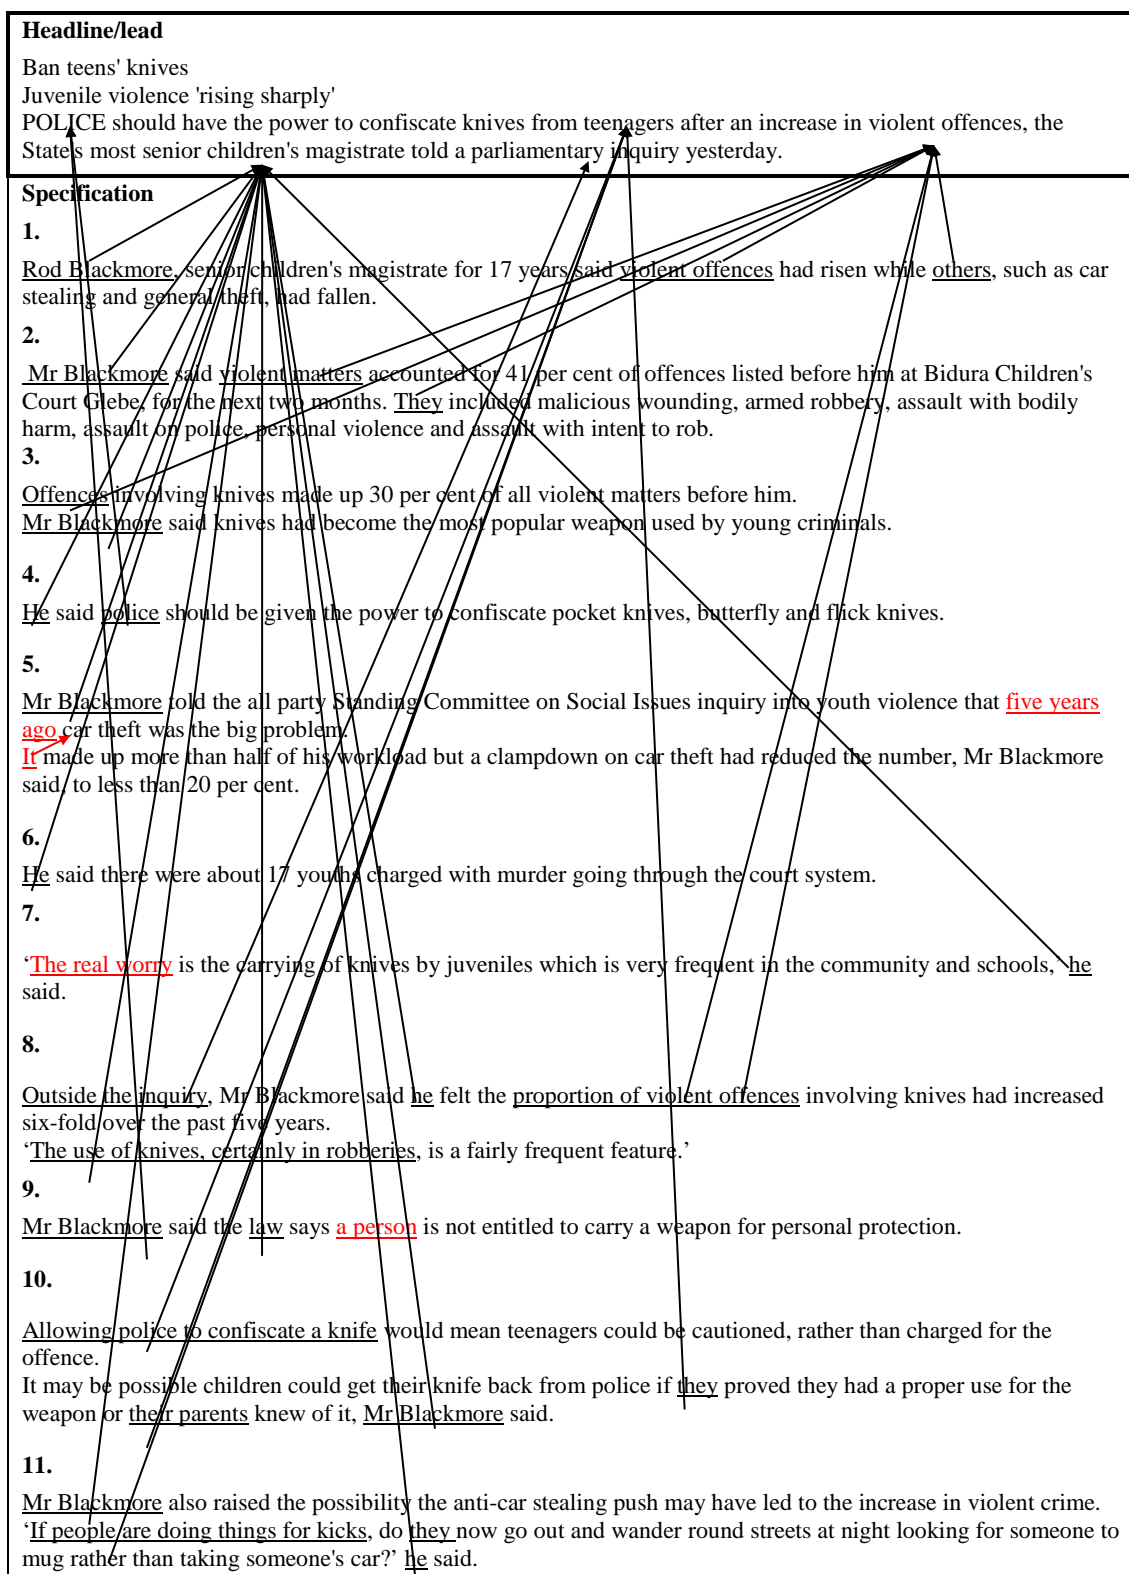 Headline/lead
Ban teens' knives
Juvenile violence 'rising sharply'
POLICE should have the power to confiscate knives from teenagers after an increase in violent offences, the
State's most senior children's magistrate told a parliamentary inquiry yesterday.
Specification
1.
Rod Blackmore, senior children's magistrate for 17 years said violent offences had risen while others, such as car
stealing and general theft, had fallen.
2.
Mr Blackmore said violent matters accounted for 41 per cent of offences listed before him at Bidura Children's
Court Glebe, for the next two months. They included malicious wounding, armed robbery, assault with bodily
harm, assault on police, personal violence and assault with intent to rob.
3.
Offences involving knives made up 30 per cent of all violent matters before him.
Mr Blackmore said knives had become the most popular weapon used by young criminals.
4.
He said police should be given the power to confiscate pocket knives, butterfly and flick knives.
5.
Mr Blackmore told the all party Standing Committee on Social Issues inquiry into youth violence that five years
ago car theft was the big problem.
It made up more than half of his workload but a clampdown on car theft had reduced the number, Mr Blackmore
said, to less than 20 per cent.
6.
He said there were about 17 youths charged with murder going through the court system.
7.
‘The real worry is the carrying of knives by juveniles which is very frequent in the community and schools,’ he
said.
8.
Outside the inquiry, Mr Blackmore said he felt the proportion of violent offences involving knives had increased
six-fold over the past five years.
‘The use of knives, certainly in robberies, is a fairly frequent feature.’
9.
Mr Blackmore said the law says a person is not entitled to carry a weapon for personal protection.
10.
Allowing police to confiscate a knife would mean teenagers could be cautioned, rather than charged for the
offence.
It may be possible children could get their knife back from police if they proved they had a proper use for the
weapon or their parents knew of it, Mr Blackmore said.
11.
Mr Blackmore also raised the possibility the anti-car stealing push may have led to the increase in violent crime.
‘If people are doing things for kicks, do they now go out and wander round streets at night looking for someone to
mug rather than taking someone's car?’ he said.